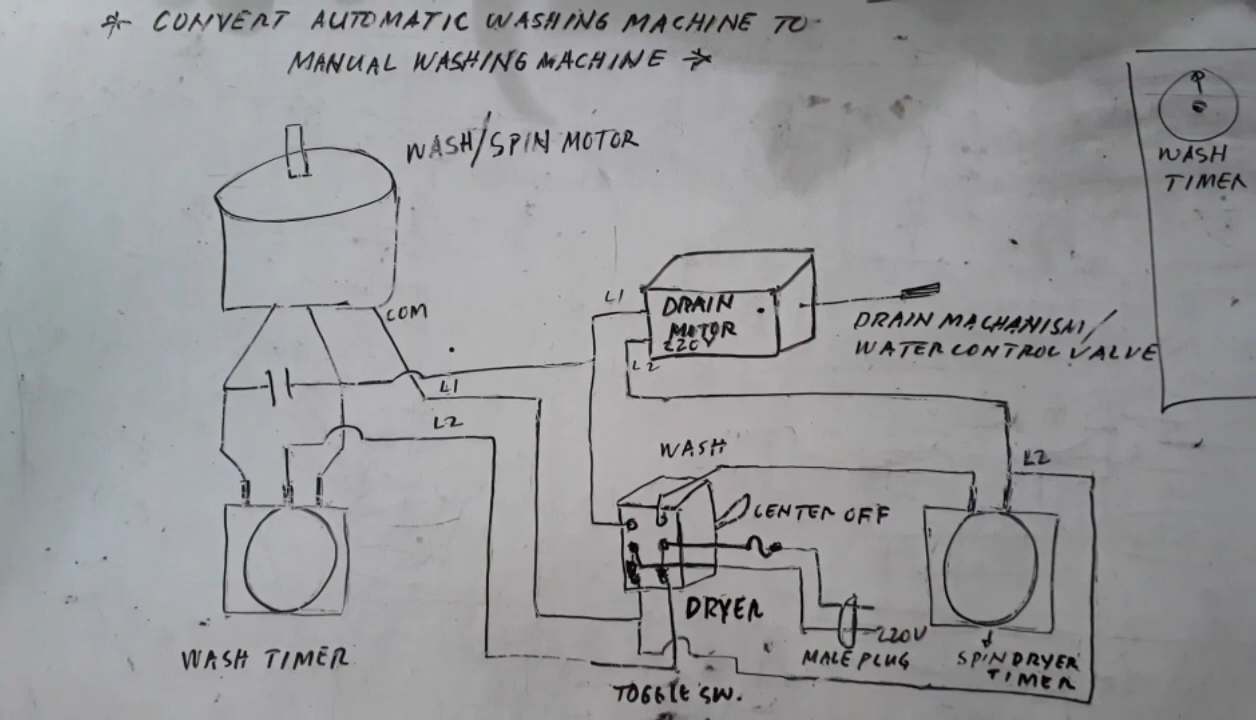 * CONVERT AUTOMATIC WASHING MACHINE TO
MANUAL WASHING MACHINE →
WASH/SPIN MOTOR
WASH
TIMER
COM
L1
DRAIN
MOTOR
220V
L2
DRAIN MACHANISM/
WATER CONTROL VALVE
L1
L2
WASH
L2
CENTER OFF
DRYER
220V
MALE PLUG
WASH TIMER
SPIN DRYER
TIMER
TOGGLE SW.